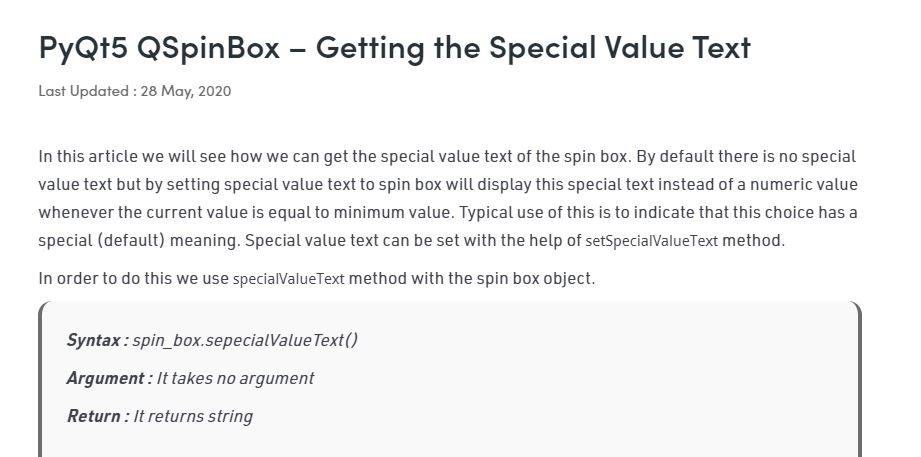 PyQt5 QSpinBox – Getting the Special Value Text
Last Updated : 28 May, 2020
In this article we will see how we can get the special value text of the spin box. By default there is no special
value text but by setting special value text to spin box will display this special text instead of a numeric value
whenever the current value is equal to minimum value. Typical use of this is to indicate that this choice has a
special (default) meaning. Special value text can be set with the help of setSpecialValueText method.
In order to do this we use specialValueText method with the spin box object.
Syntax : spin_box.sepecialValueText()
Argument : It takes no argument
Return : It returns string